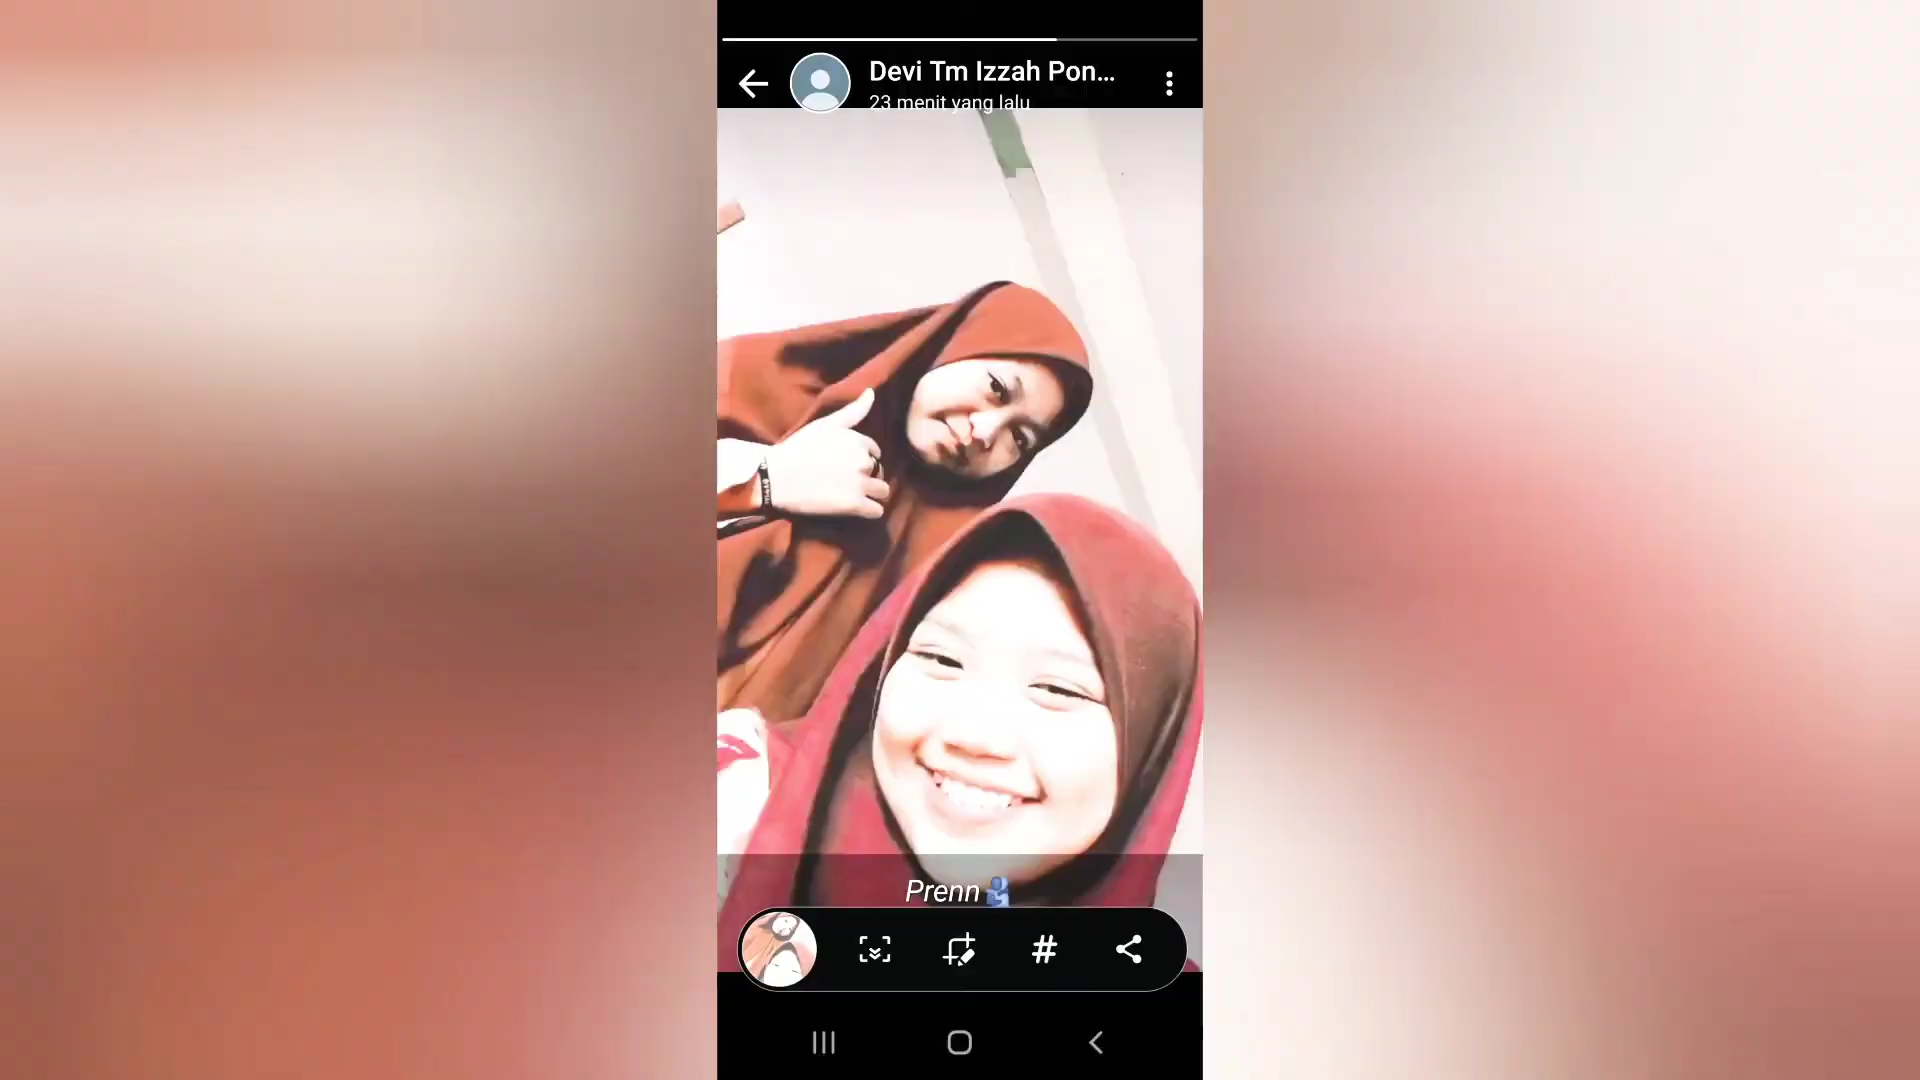 Devi Tm Izzah Pon...
23 menit yang lalu
Prenn🫂